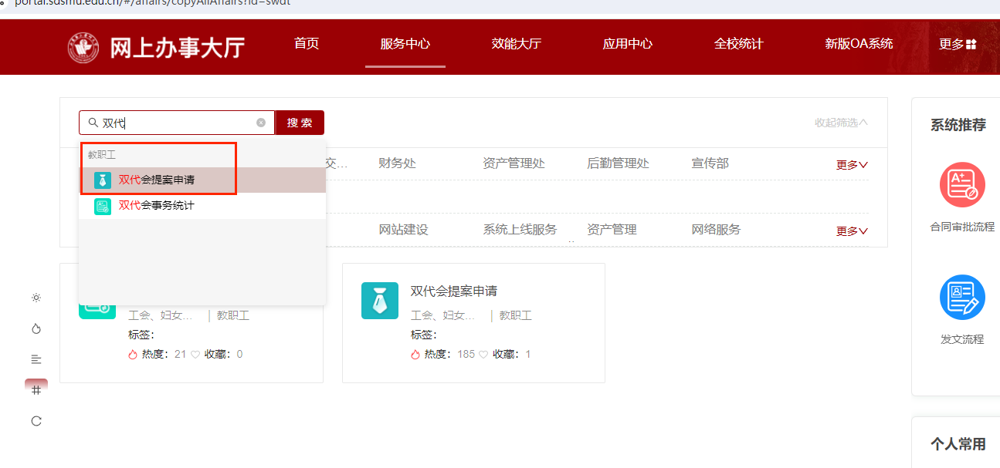 portal.sdsmu.edu.cn/#/affairs/copyAllAffairs?id=swdt
网上办事大厅 首页 服务中心 效能大厅 应用中心 全校统计 新版OA系统 更多
双代 搜 索 收起筛选
教职工
交... 财务处 资产管理处 后勤管理处 宣传部 更多
双代会提案申请
双代会事务统计
网站建设 系统上线服务 资产管理 网络服务 更多
工会、妇女... | 教职工
标签：
热度：21 收藏：0
双代会提案申请
工会、妇女... | 教职工
标签：
热度：185 收藏：1
系统推荐
合同审批流程
发文流程
个人常用